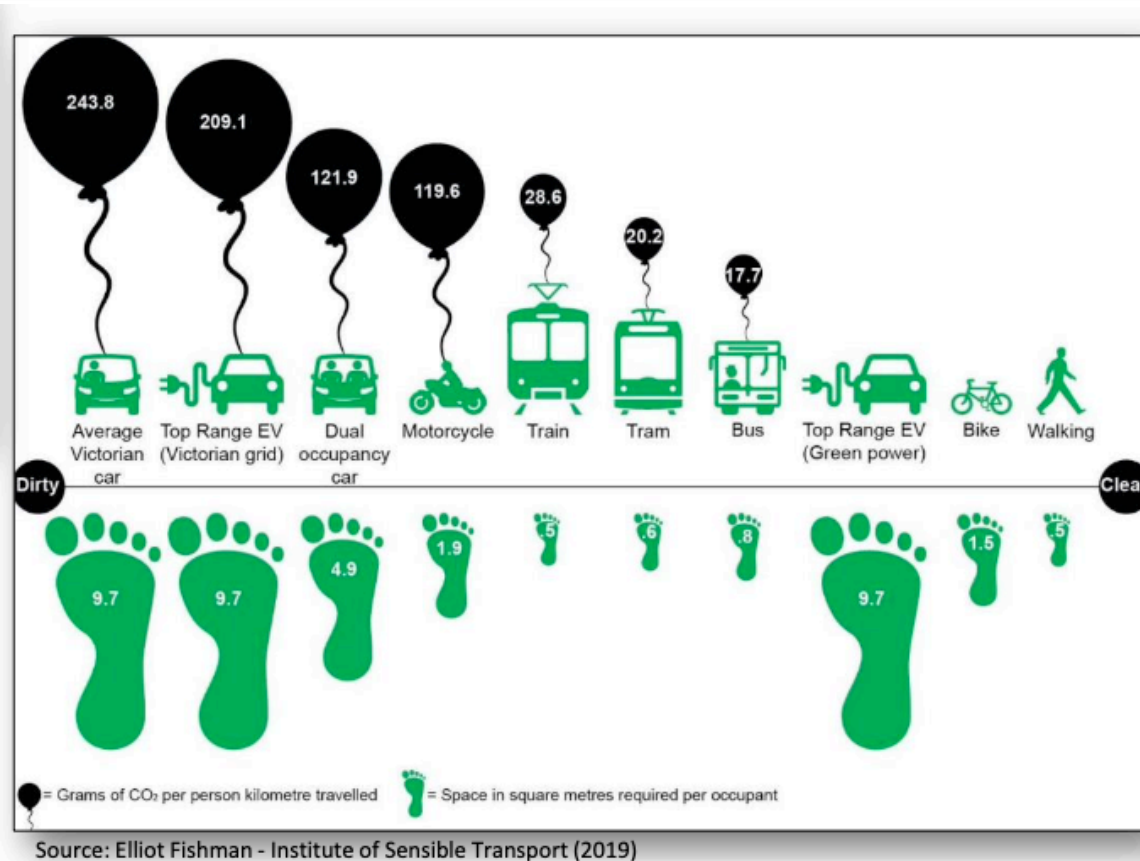 243.8
209.1
121.9
119.6
28.6
20.2
17.7
Average
Victorian
car
Top Range EV
(Victorian grid)
Dual
occupancy
car
Motorcycle
Train
Tram
Bus
Top Range EV
(Green power)
Bike
Walking
Dirty
Clea
9.7
9.7
4.9
1.9
.5
.6
.8
9.7
1.5
.5
= Grams of CO₂ per person kilometre travelled
= Space in square metres required per occupant
Source: Elliot Fishman - Institute of Sensible Transport (2019)